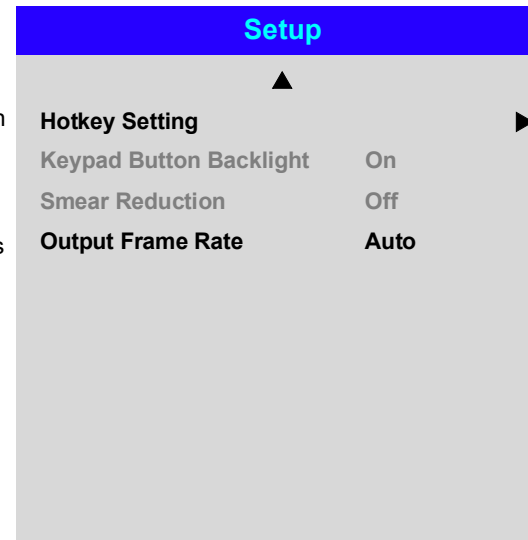 Setup
Hotkey Setting
Keypad Button Backlight On
Smear Reduction Off
Output Frame Rate Auto